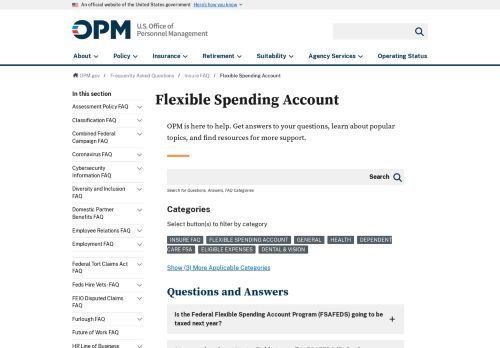 An official website of the United States government Here's how you know
OPM U.S. Office of
Personnel Management
About Policy Insurance Retirement Suitability Agency Services Operating Status
OPM.gov / Frequently Asked Questions / Insure FAQ / Flexible Spending Account
In this section
Assessment Policy FAQ
Classification FAQ
Combined Federal
Campaign FAQ
Coronavirus FAQ
Cybersecurity
Information FAQ
Diversity and Inclusion
FAQ
Domestic Partner
Benefits FAQ
Employee Relations FAQ
Employment FAQ
Federal Tort Claims Act
FAQ
Feds Hire Vets- FAQ
FEIO Disputed Claims
FAQ
Furlough FAQ
Future of Work FAQ
HR Line of Business
Flexible Spending Account
OPM is here to help. Get answers to your questions, learn about popular
topics, and find resources for more support.
Search
Search for Questions, Answers, FAQ Categories
Categories
Select button(s) to filter by category
INSURE FAQ FLEXIBLE SPENDING ACCOUNT GENERAL HEALTH DEPENDENT
CARE FSA ELIGIBLE EXPENSES DENTAL & VISION
Show (3) More Applicable Categories
Questions and Answers
Is the Federal Flexible Spending Account Program (FSAFEDS) going to be
taxed next year?